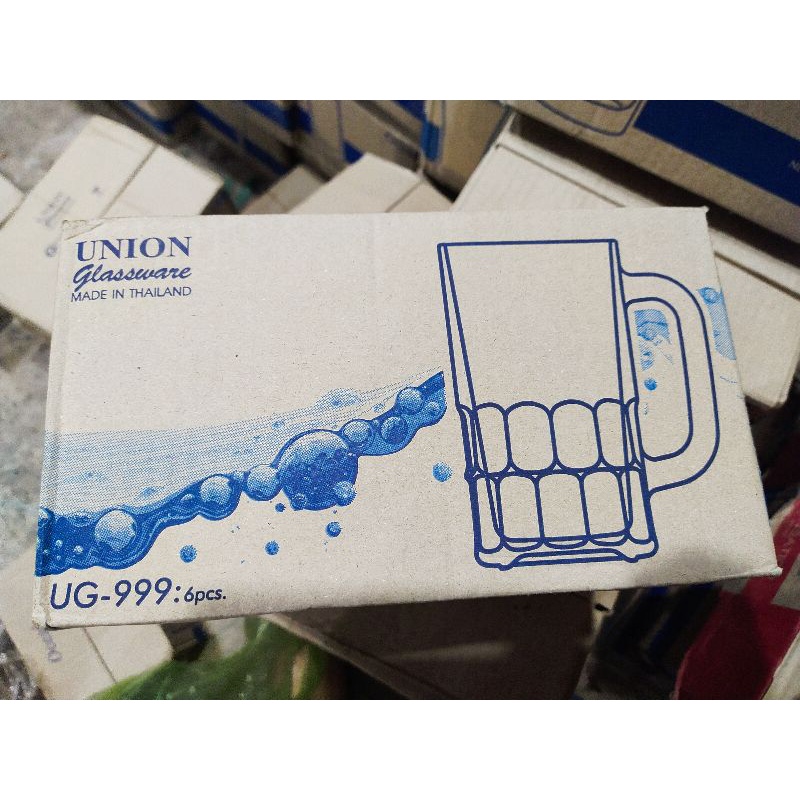 UNION
Glassware
MADE IN THAILAND
UG-999: 6pcs.